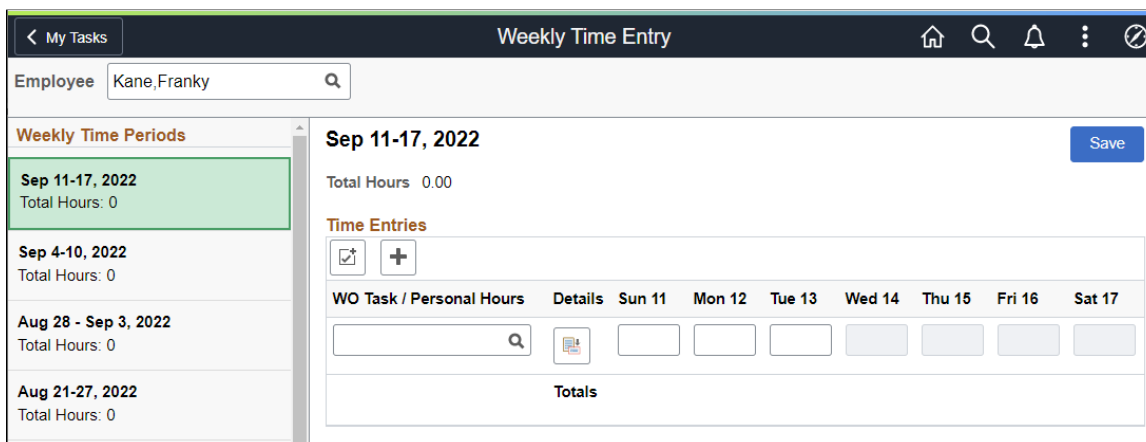 My Tasks
Weekly Time Entry
Employee Kane,Franky
Weekly Time Periods
Sep 11-17, 2022
Total Hours: 0
Sep 4-10, 2022
Total Hours: 0
Aug 28 - Sep 3, 2022
Total Hours: 0
Aug 21-27, 2022
Total Hours: 0
Sep 11-17, 2022
Save
Total Hours 0.00
Time Entries
WO Task / Personal Hours Details Sun 11 Mon 12 Tue 13 Wed 14 Thu 15 Fri 16 Sat 17
Totals